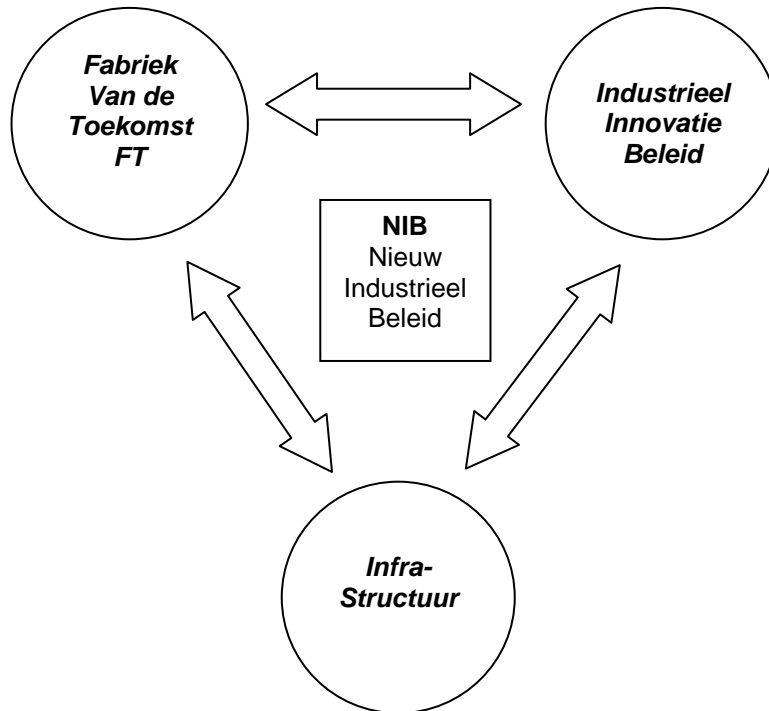 Fabriek
Van de
Toekomst
FT
Industrieel
Innovatie
Beleid
NIB
Nieuw
Industrieel
Beleid
Infra-
Structuur